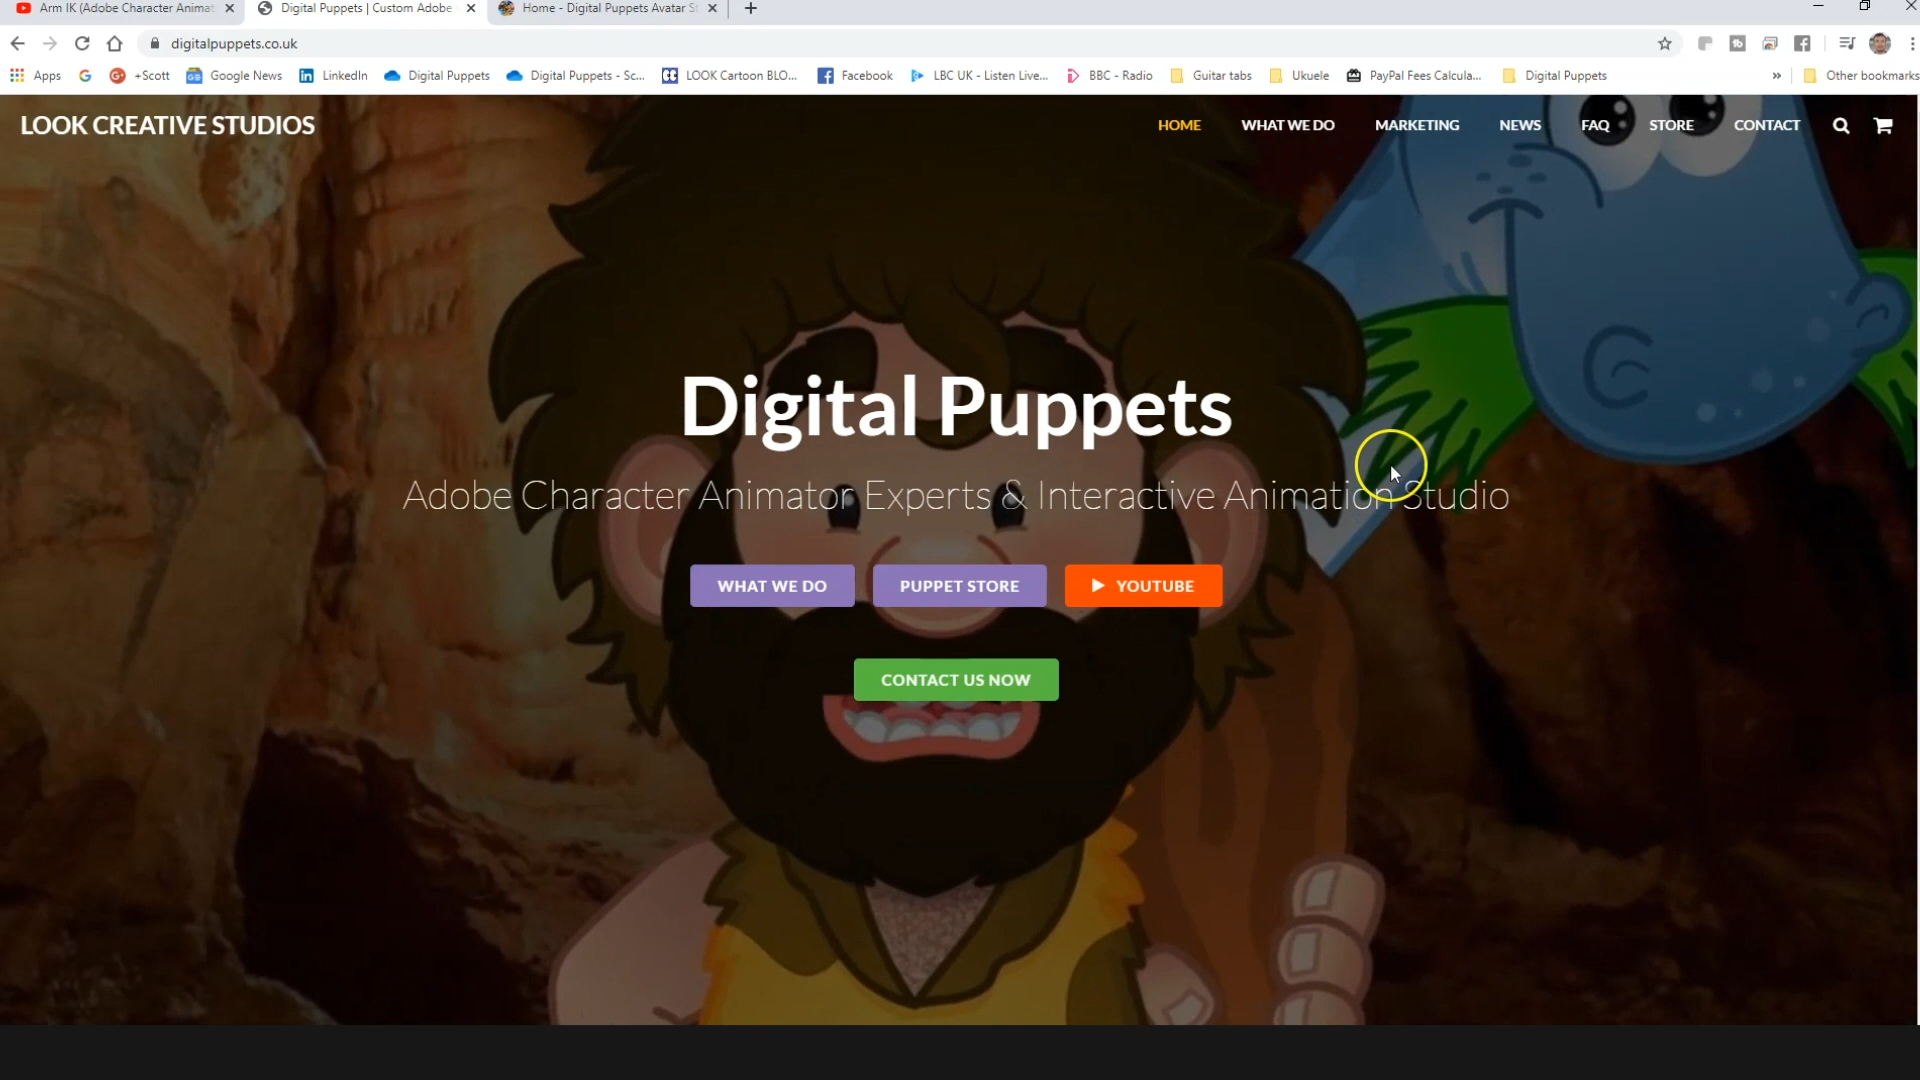 Arm IK (Adobe Character Animat
Digital Puppets | Custom Adobe
Home - Digital Puppets Avatar St
digitalpuppets.co.uk
Apps
+Scott
Google News
LinkedIn
Digital Puppets
Digital Puppets - Sc...
LOOK Cartoon BLO...
Facebook
LBC UK - Listen Live...
BBC - Radio
Guitar tabs
Ukuele
PayPal Fees Calcula...
Digital Puppets
Other bookmarks
LOOK CREATIVE STUDIOS
HOME
WHAT WE DO
MARKETING
NEWS
FAQ
STORE
CONTACT
Digital Puppets
Adobe Character Animator Experts & Interactive Animation Studio
WHAT WE DO
PUPPET STORE
YOUTUBE
CONTACT US NOW